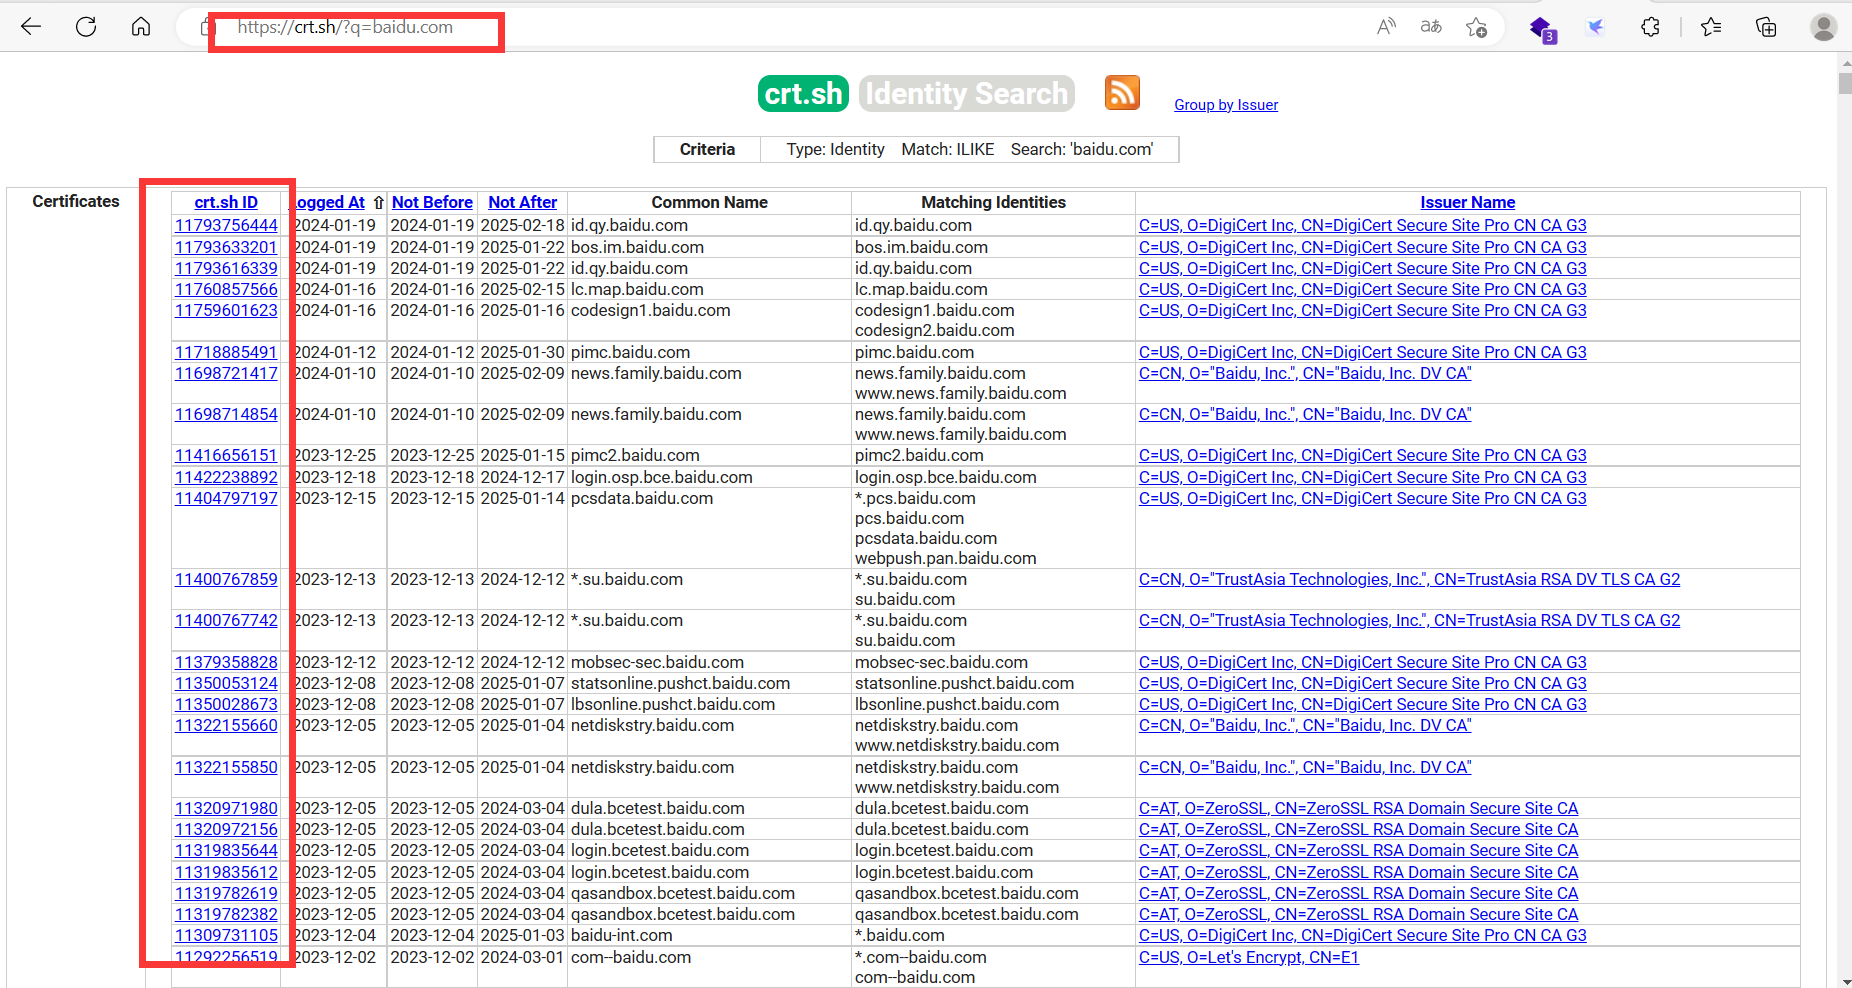 https://crt.sh/?q=baidu.com
3
crt.sh Identity Search Group by Issuer
Criteria Type: Identity Match: ILIKE Search: 'baidu.com'
Certificates crt.sh ID Logged At ⇧ Not Before Not After Common Name Matching Identities Issuer Name
11793756444 2024-01-19 2024-01-19 2025-02-18 id.qy.baidu.com id.qy.baidu.com C=US, O=DigiCert Inc, CN=DigiCert Secure Site Pro CN CA G3
11793633201 2024-01-19 2024-01-19 2025-01-22 bos.im.baidu.com bos.im.baidu.com C=US, O=DigiCert Inc, CN=DigiCert Secure Site Pro CN CA G3
11793616339 2024-01-19 2024-01-19 2025-01-22 id.qy.baidu.com id.qy.baidu.com C=US, O=DigiCert Inc, CN=DigiCert Secure Site Pro CN CA G3
11760857566 2024-01-16 2024-01-16 2025-02-15 lc.map.baidu.com lc.map.baidu.com C=US, O=DigiCert Inc, CN=DigiCert Secure Site Pro CN CA G3
11759601623 2024-01-16 2024-01-16 2025-01-16 codesign1.baidu.com codesign1.baidu.com C=US, O=DigiCert Inc, CN=DigiCert Secure Site Pro CN CA G3
codesign2.baidu.com
11718885491 2024-01-12 2024-01-12 2025-01-30 pimc.baidu.com pimc.baidu.com C=US, O=DigiCert Inc, CN=DigiCert Secure Site Pro CN CA G3
11698721417 2024-01-10 2024-01-10 2025-02-09 news.family.baidu.com news.family.baidu.com C=CN, O="Baidu, Inc.", CN="Baidu, Inc. DV CA"
www.news.family.baidu.com
11698714854 2024-01-10 2024-01-10 2025-02-09 news.family.baidu.com news.family.baidu.com C=CN, O="Baidu, Inc.", CN="Baidu, Inc. DV CA"
www.news.family.baidu.com
11416656151 2023-12-25 2023-12-25 2025-01-15 pimc2.baidu.com pimc2.baidu.com C=US, O=DigiCert Inc, CN=DigiCert Secure Site Pro CN CA G3
11422238892 2023-12-18 2023-12-18 2024-12-17 login.osp.bce.baidu.com login.osp.bce.baidu.com C=US, O=DigiCert Inc, CN=DigiCert Secure Site Pro CN CA G3
11404797197 2023-12-15 2023-12-15 2025-01-14 pcsdata.baidu.com *.pcs.baidu.com C=US, O=DigiCert Inc, CN=DigiCert Secure Site Pro CN CA G3
pcs.baidu.com
pcsdata.baidu.com
webpush.pan.baidu.com
11400767859 2023-12-13 2023-12-13 2024-12-12 *.su.baidu.com *.su.baidu.com C=CN, O="TrustAsia Technologies, Inc.", CN=TrustAsia RSA DV TLS CA G2
su.baidu.com
11400767742 2023-12-13 2023-12-13 2024-12-12 *.su.baidu.com *.su.baidu.com C=CN, O="TrustAsia Technologies, Inc.", CN=TrustAsia RSA DV TLS CA G2
su.baidu.com
11379358828 2023-12-12 2023-12-12 2024-12-12 mobsec-sec.baidu.com mobsec-sec.baidu.com C=US, O=DigiCert Inc, CN=DigiCert Secure Site Pro CN CA G3
11350053124 2023-12-08 2023-12-08 2025-01-07 statsonline.pushct.baidu.com statsonline.pushct.baidu.com C=US, O=DigiCert Inc, CN=DigiCert Secure Site Pro CN CA G3
11350028673 2023-12-08 2023-12-08 2025-01-07 lbsonline.pushct.baidu.com lbsonline.pushct.baidu.com C=US, O=DigiCert Inc, CN=DigiCert Secure Site Pro CN CA G3
11322155660 2023-12-05 2023-12-05 2025-01-04 netdiskstry.baidu.com netdiskstry.baidu.com C=CN, O="Baidu, Inc.", CN="Baidu, Inc. DV CA"
www.netdiskstry.baidu.com
11322155850 2023-12-05 2023-12-05 2025-01-04 netdiskstry.baidu.com netdiskstry.baidu.com C=CN, O="Baidu, Inc.", CN="Baidu, Inc. DV CA"
www.netdiskstry.baidu.com
11320971980 2023-12-05 2023-12-05 2024-03-04 dula.bcetest.baidu.com dula.bcetest.baidu.com C=AT, O=ZeroSSL, CN=ZeroSSL RSA Domain Secure Site CA
11320972156 2023-12-05 2023-12-05 2024-03-04 dula.bcetest.baidu.com dula.bcetest.baidu.com C=AT, O=ZeroSSL, CN=ZeroSSL RSA Domain Secure Site CA
11319835644 2023-12-05 2023-12-05 2024-03-04 login.bcetest.baidu.com login.bcetest.baidu.com C=AT, O=ZeroSSL, CN=ZeroSSL RSA Domain Secure Site CA
11319835612 2023-12-05 2023-12-05 2024-03-04 login.bcetest.baidu.com login.bcetest.baidu.com C=AT, O=ZeroSSL, CN=ZeroSSL RSA Domain Secure Site CA
11319782619 2023-12-05 2023-12-05 2024-03-04 qasandbox.bcetest.baidu.com qasandbox.bcetest.baidu.com C=AT, O=ZeroSSL, CN=ZeroSSL RSA Domain Secure Site CA
11319782382 2023-12-05 2023-12-05 2024-03-04 qasandbox.bcetest.baidu.com qasandbox.bcetest.baidu.com C=AT, O=ZeroSSL, CN=ZeroSSL RSA Domain Secure Site CA
11309731105 2023-12-04 2023-12-04 2025-01-03 baidu-int.com *.baidu.com C=US, O=DigiCert Inc, CN=DigiCert Secure Site Pro CN CA G3
11292256519 2023-12-02 2023-12-02 2024-03-01 com--baidu.com *.com--baidu.com C=US, O=Let's Encrypt, CN=E1
com--baidu.com